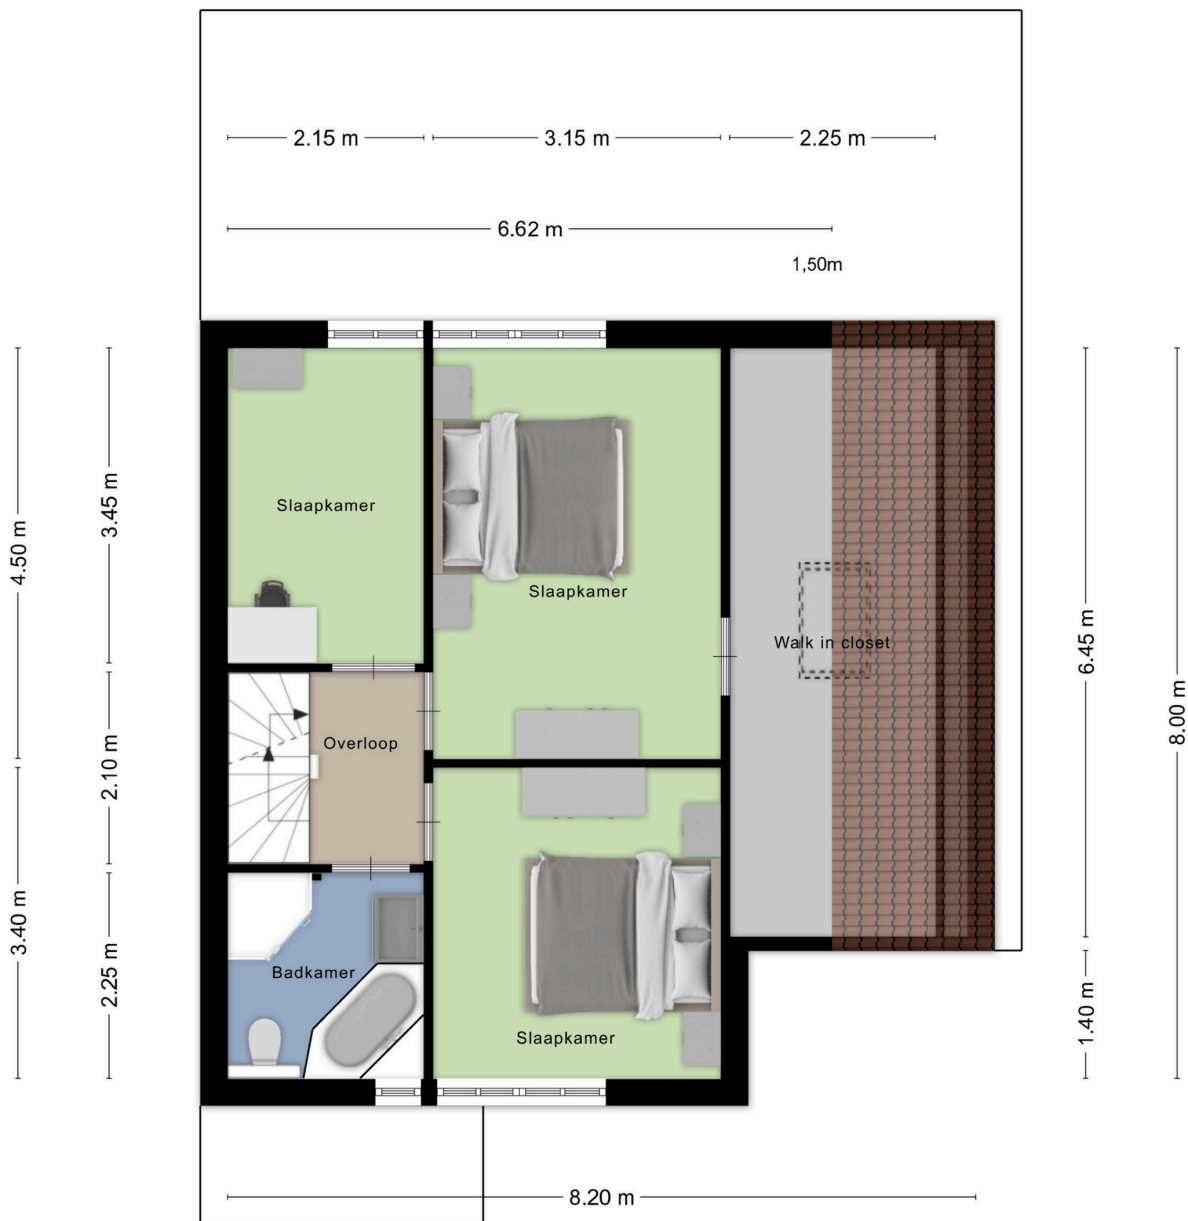 2.15 m
3.15 m
2.25 m
6.62 m
1,50m
4.50 m
3.45 m
Slaapkamer
Slaapkamer
Walk in closet
6.45 m
8.00 m
Overloop
2.10 m
3.40 m
2.25 m
Badkamer
Slaapkamer
1.40 m
8.20 m